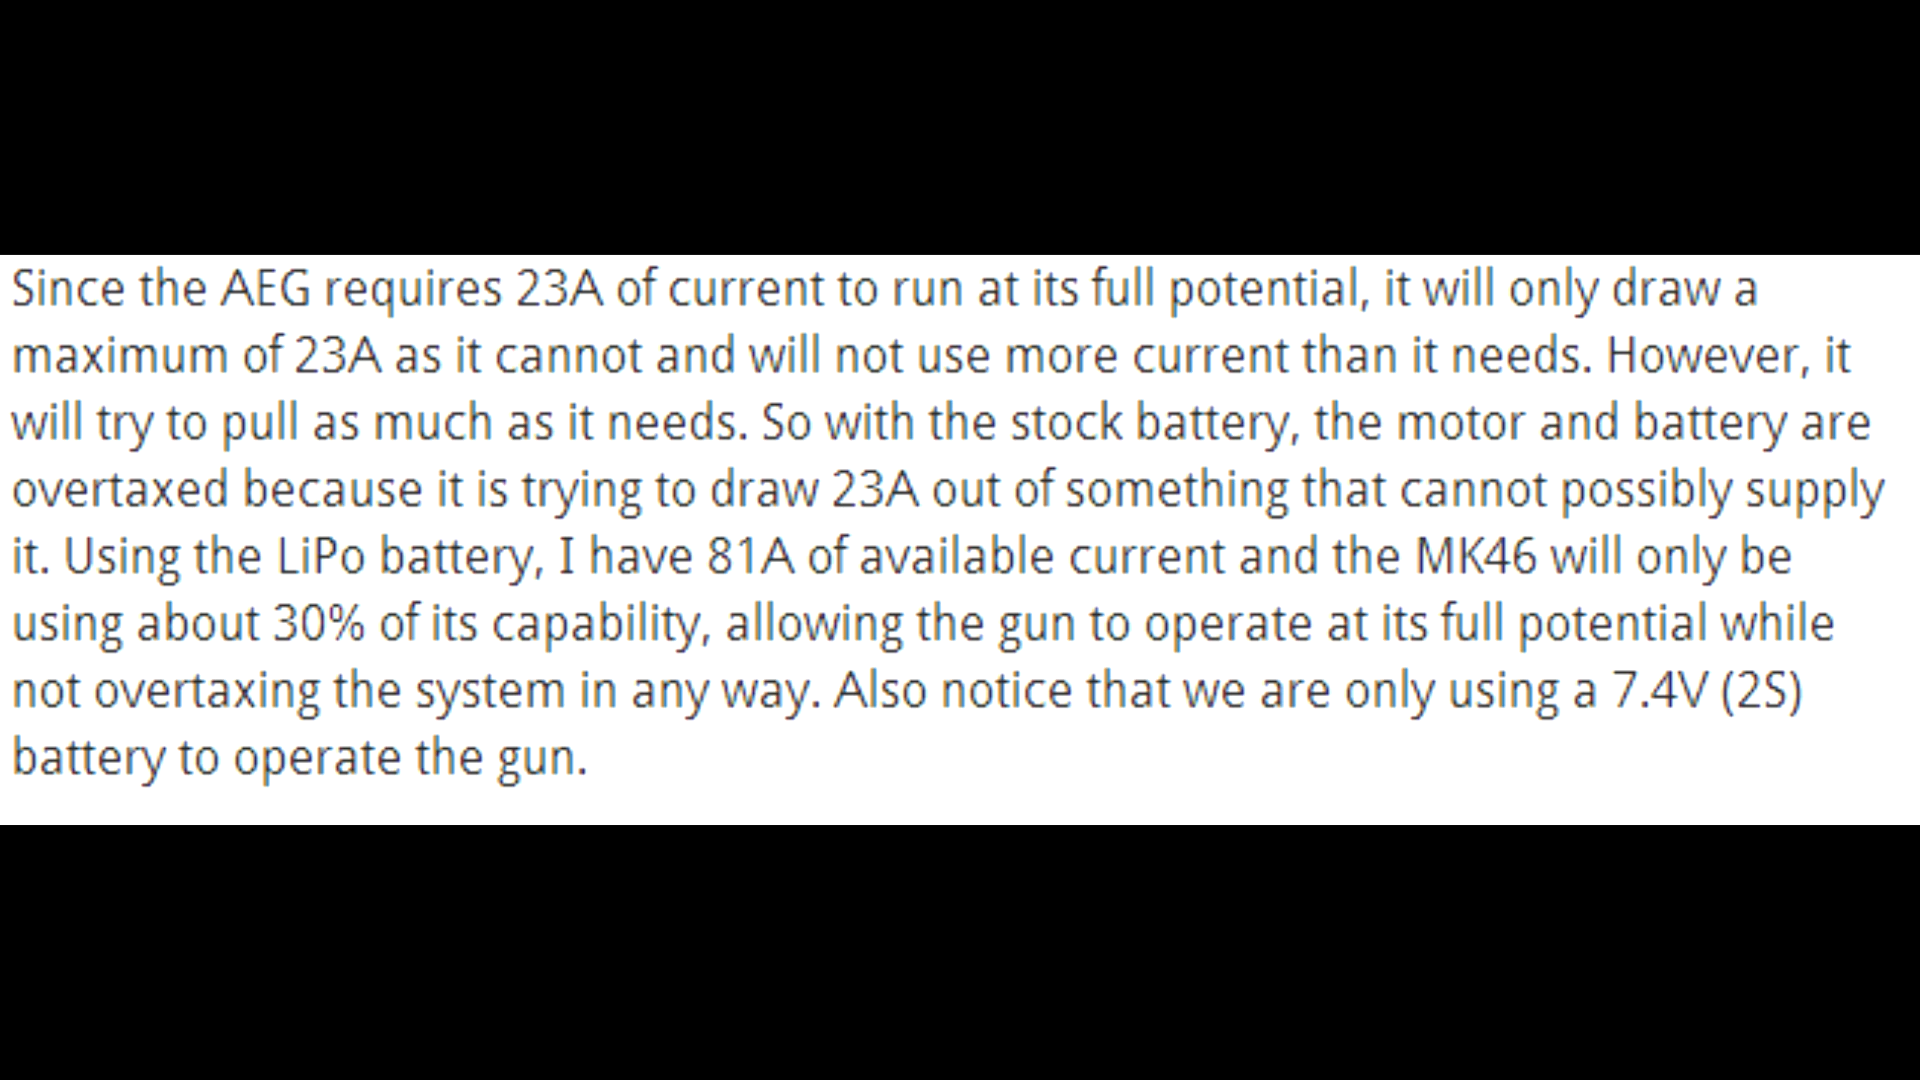 Since the AEG requires 23A of current to run at its full potential, it will only draw a
maximum of 23A as it cannot and will not use more current than it needs. However, it
will try to pull as much as it needs. So with the stock battery, the motor and battery are
overtaxed because it is trying to draw 23A out of something that cannot possibly supply
it. Using the LiPo battery, I have 81A of available current and the MK46 will only be
using about 30% of its capability, allowing the gun to operate at its full potential while
not overtaxing the system in any way. Also notice that we are only using a 7.4V (2S)
battery to operate the gun.